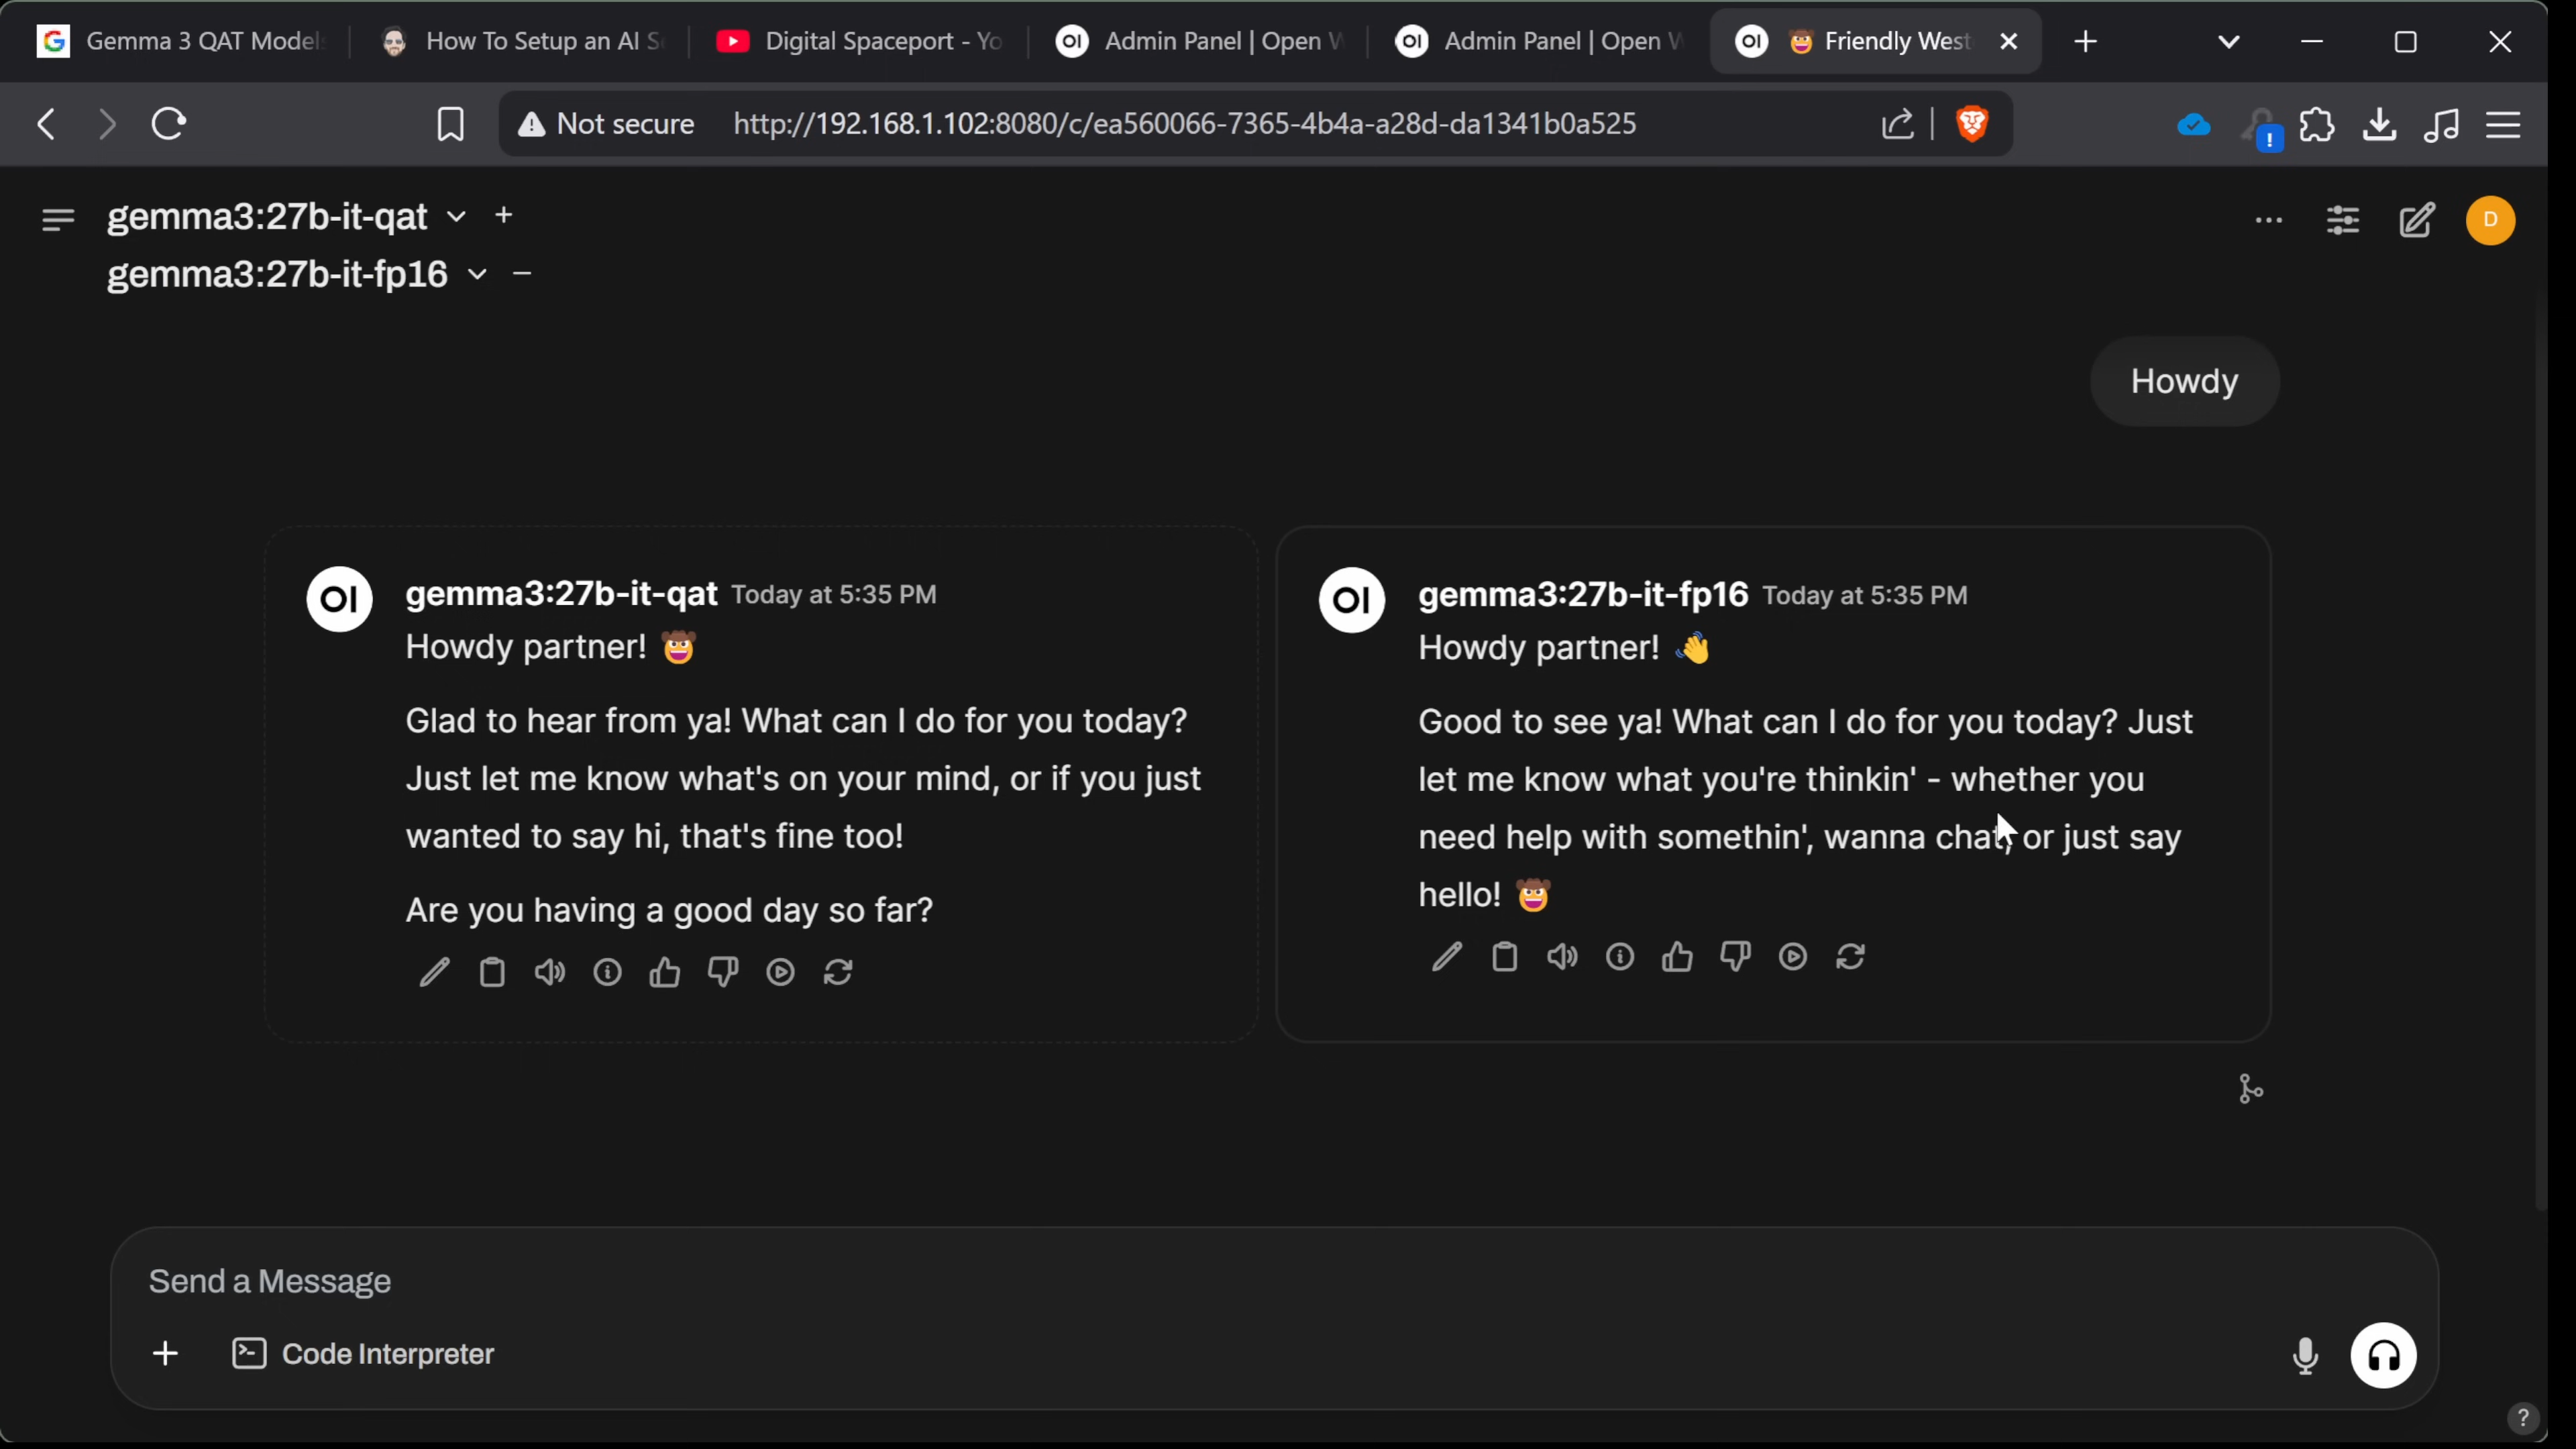 Gemma 3 QAT Models
How To Setup an AI S
Digital Spaceport - Yo
Admin Panel | Open W
Admin Panel | Open W
🤠 Friendly West
Not secure
http://192.168.1.102:8080/c/ea560066-7365-4b4a-a28d-da1341b0a525
gemma3:27b-it-qat
gemma3:27b-it-fp16
D
Howdy
OI
gemma3:27b-it-qat Today at 5:35 PM
Howdy partner! 🤠
Glad to hear from ya! What can I do for you today?
Just let me know what's on your mind, or if you just
wanted to say hi, that's fine too!
Are you having a good day so far?
OI
gemma3:27b-it-fp16 Today at 5:35 PM
Howdy partner! 👋
Good to see ya! What can I do for you today? Just
let me know what you're thinkin' - whether you
need help with somethin', wanna chat, or just say
hello! 🤠
Send a Message
Code Interpreter
?